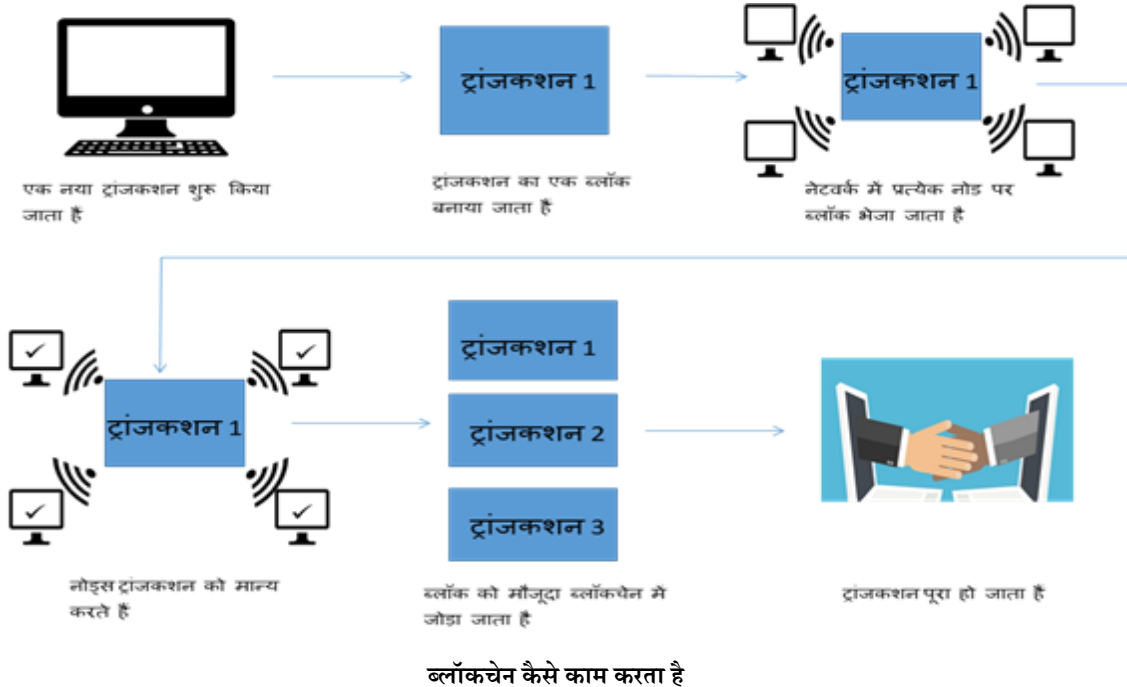 ट्रांजकशन 1
ट्रांजकशन 1
एक नया ट्रांजकशन शुरू किया
जाता हैं
ट्रांजकशन का एक ब्लॉक
बनाया जाता हैं
नेटवर्क में प्रत्येक नोड पर
ब्लॉक भेजा जाता है
ट्रांजकशन 1
ट्रांजकशन 1
ट्रांजकशन 2
ट्रांजकशन 3
नोड्स ट्रांजकशन को मान्य
करते हैं
ब्लॉक को मौजूदा ब्लॉकचेन में
जोड़ा जाता है
ट्रांजकशन पूरा हो जाता हैं
ब्लॉकचेन कैसे काम करता है